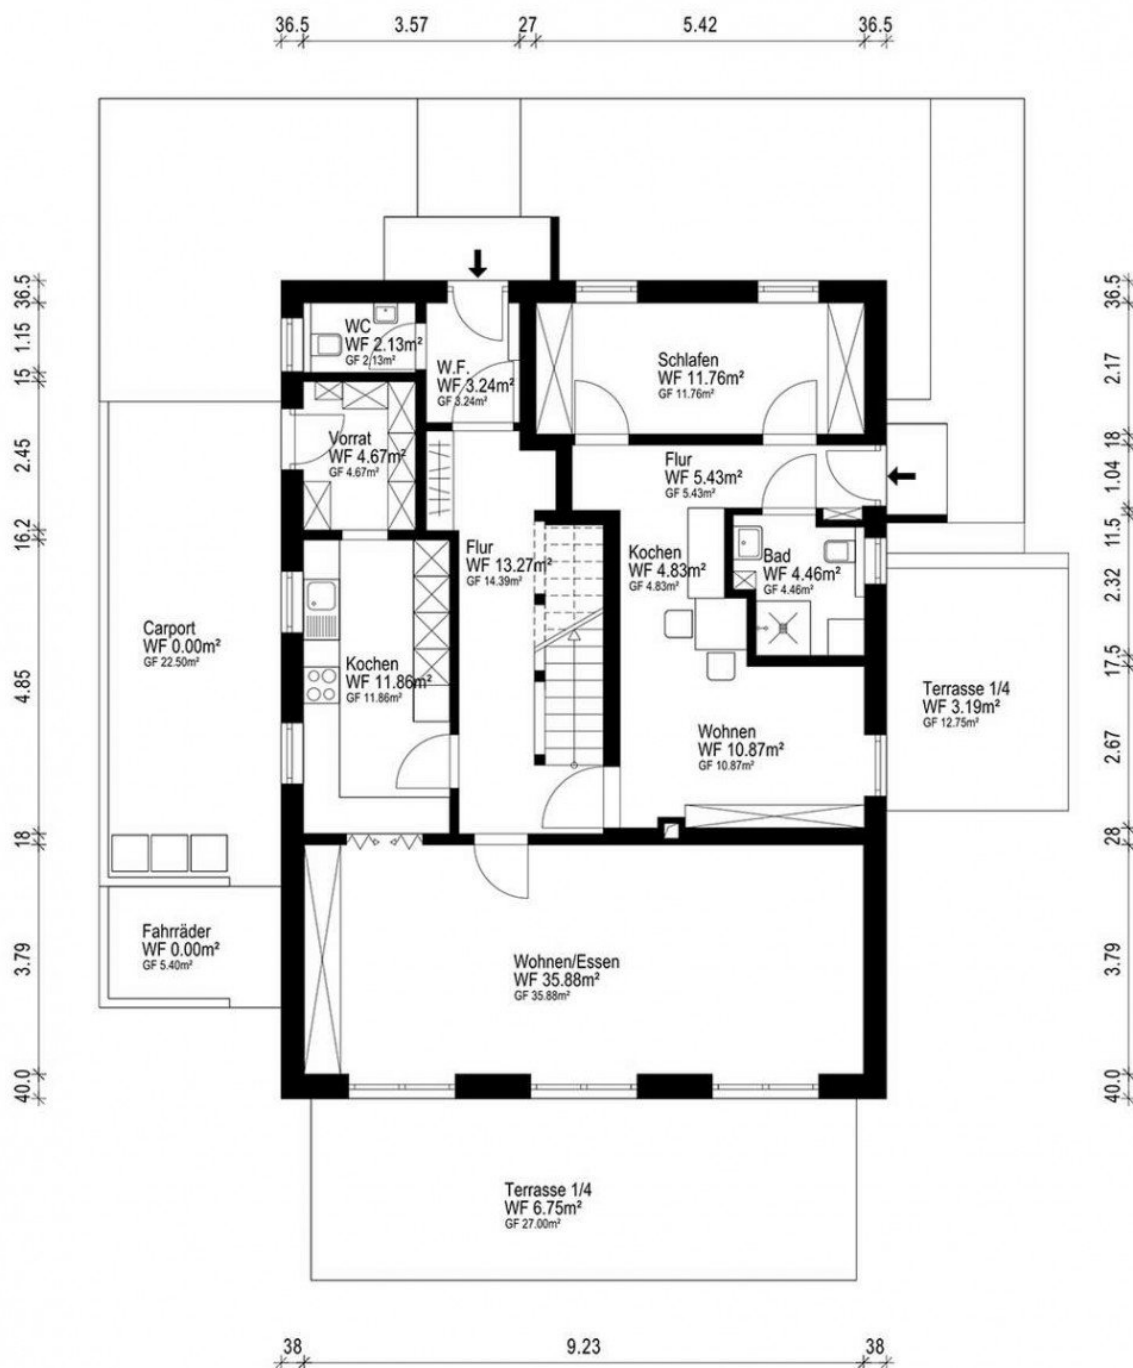 36.5 3.57 27 5.42 36.5
36.5
1.15
15
2.45
16.2
4.85
18
3.79
40.0
WC
WF 2.13m²
GF 2.13m²
W.F.
WF 3.24m²
GF 3.24m²
Schlafen
WF 11.76m²
GF 11.76m²
Vorrat
WF 4.67m²
GF 4.67m²
Flur
WF 5.43m²
GF 5.43m²
Flur
WF 13.27m²
GF 14.39m²
Kochen
WF 4.83m²
GF 4.83m²
Bad
WF 4.46m²
GF 4.46m²
Carport
WF 0.00m²
GF 22.50m²
Kochen
WF 11.86m²
GF 11.86m²
Terrasse 1/4
WF 3.19m²
GF 12.75m²
Wohnen
WF 10.87m²
GF 10.87m²
Fahrräder
WF 0.00m²
GF 5.40m²
Wohnen/Essen
WF 35.88m²
GF 35.88m²
Terrasse 1/4
WF 6.75m²
GF 27.00m²
36.5
2.17
18
1.04
11.5
2.32
17.5
2.67
28
3.79
40.0
38 9.23 38